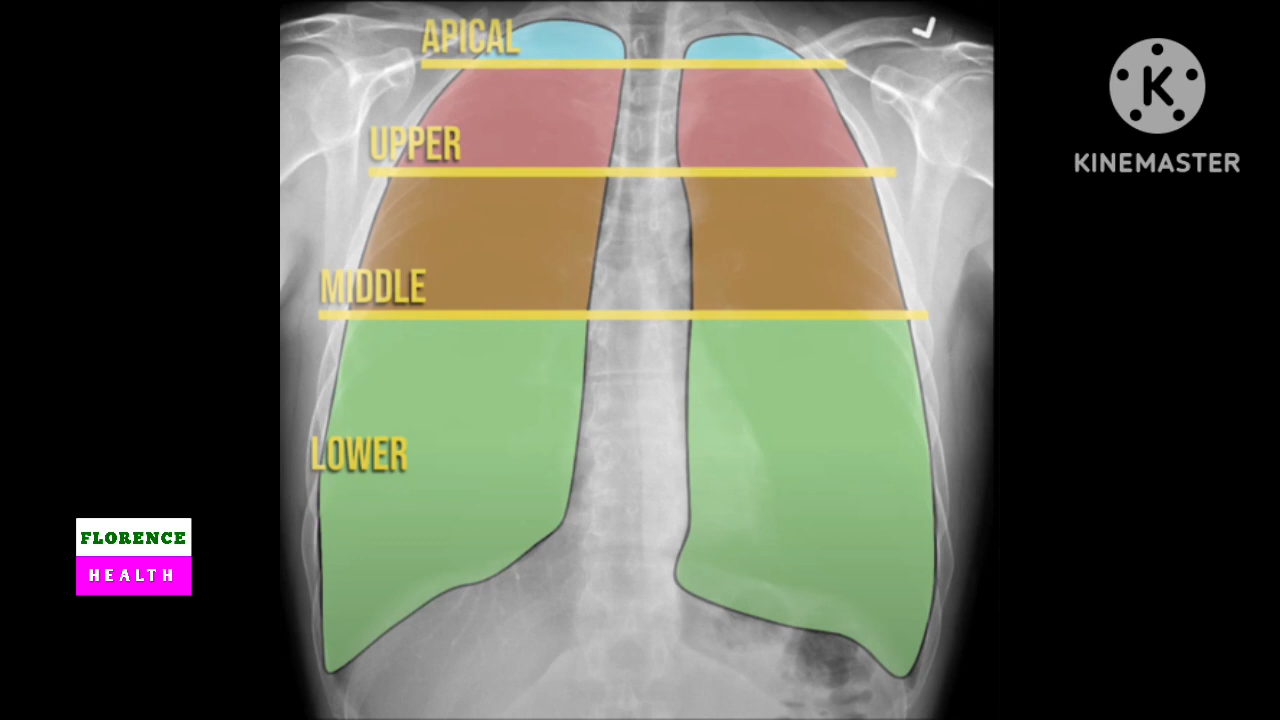 APICAL
UPPER
MIDDLE
LOWER
K
KINEMASTER
FLORENCE
HEALTH